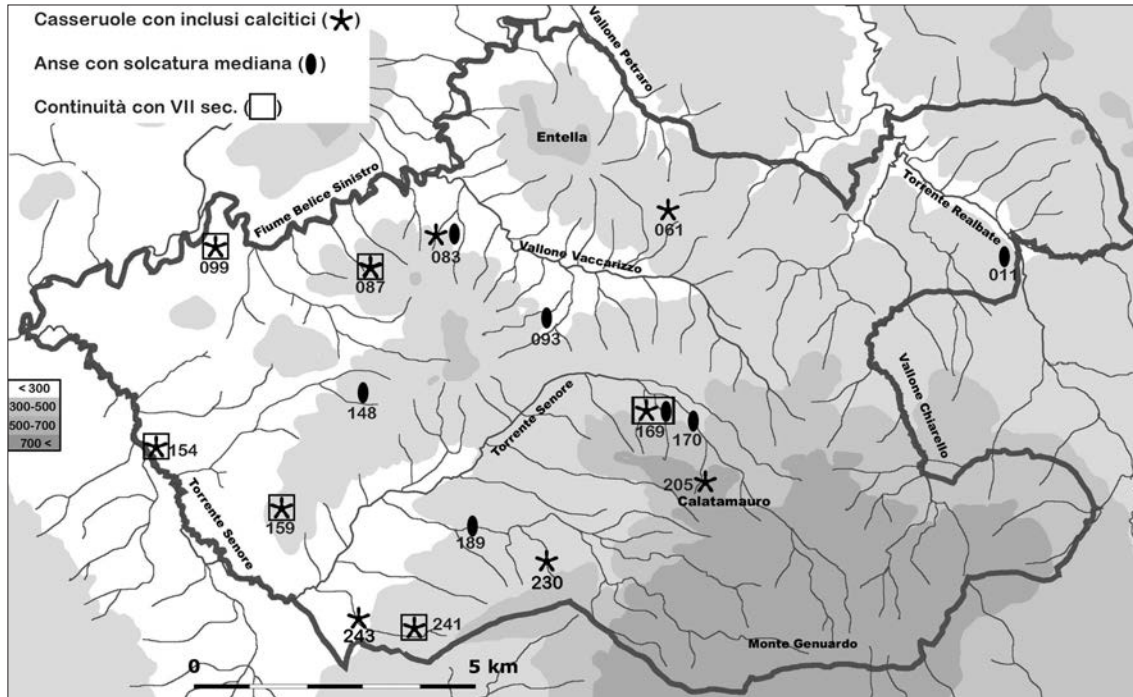 Casseruole con inclusi calcitici ( )
Anse con solcatura mediana ( )
Continuità con VII sec. ( )
Vallone Petraro
Entella
Fiume Belice Sinistro
Torrente Realbate
061
083
099
087
Vallone Vaccarizzo
011
093
< 300
300-500
500-700
700 <
148
Torrente Senore
Vallone Chiarello
169
170
154
205
Calatamauro
Torrente Senore
159
189
230
243
241
Monte Genuardo
0
5 km